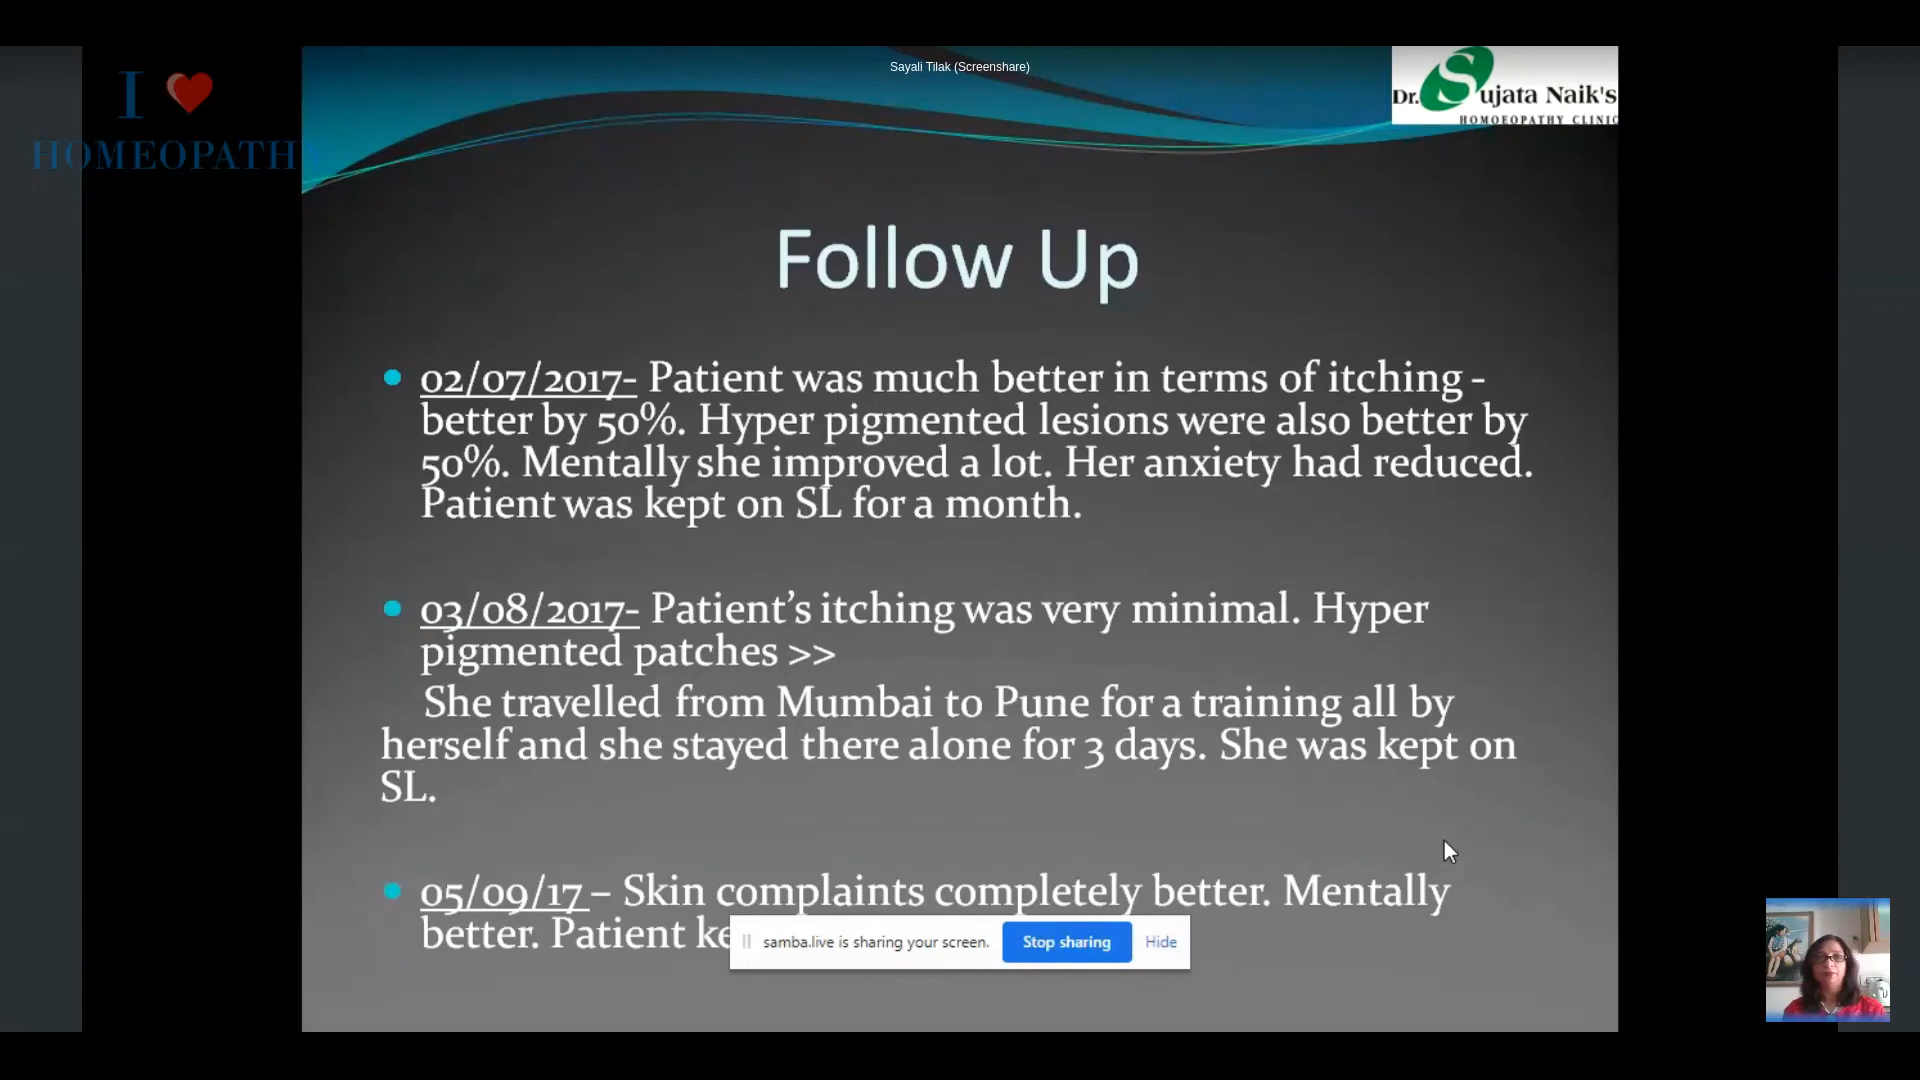 Sayali Tilak (Screenshare)
I
HOMEOPATHY
Dr. Sujata Naik's
HOMOEOPATHY CLINIC
Follow Up
02/07/2017- Patient was much better in terms of itching -
better by 50%. Hyper pigmented lesions were also better by
50%. Mentally she improved a lot. Her anxiety had reduced.
Patient was kept on SL for a month.
03/08/2017- Patient’s itching was very minimal. Hyper
pigmented patches >>
She travelled from Mumbai to Pune for a training all by
herself and she stayed there alone for 3 days. She was kept on
SL.
05/09/17 – Skin complaints completely better. Mentally
better. Patient
samba.live is sharing your screen. Stop sharing Hide